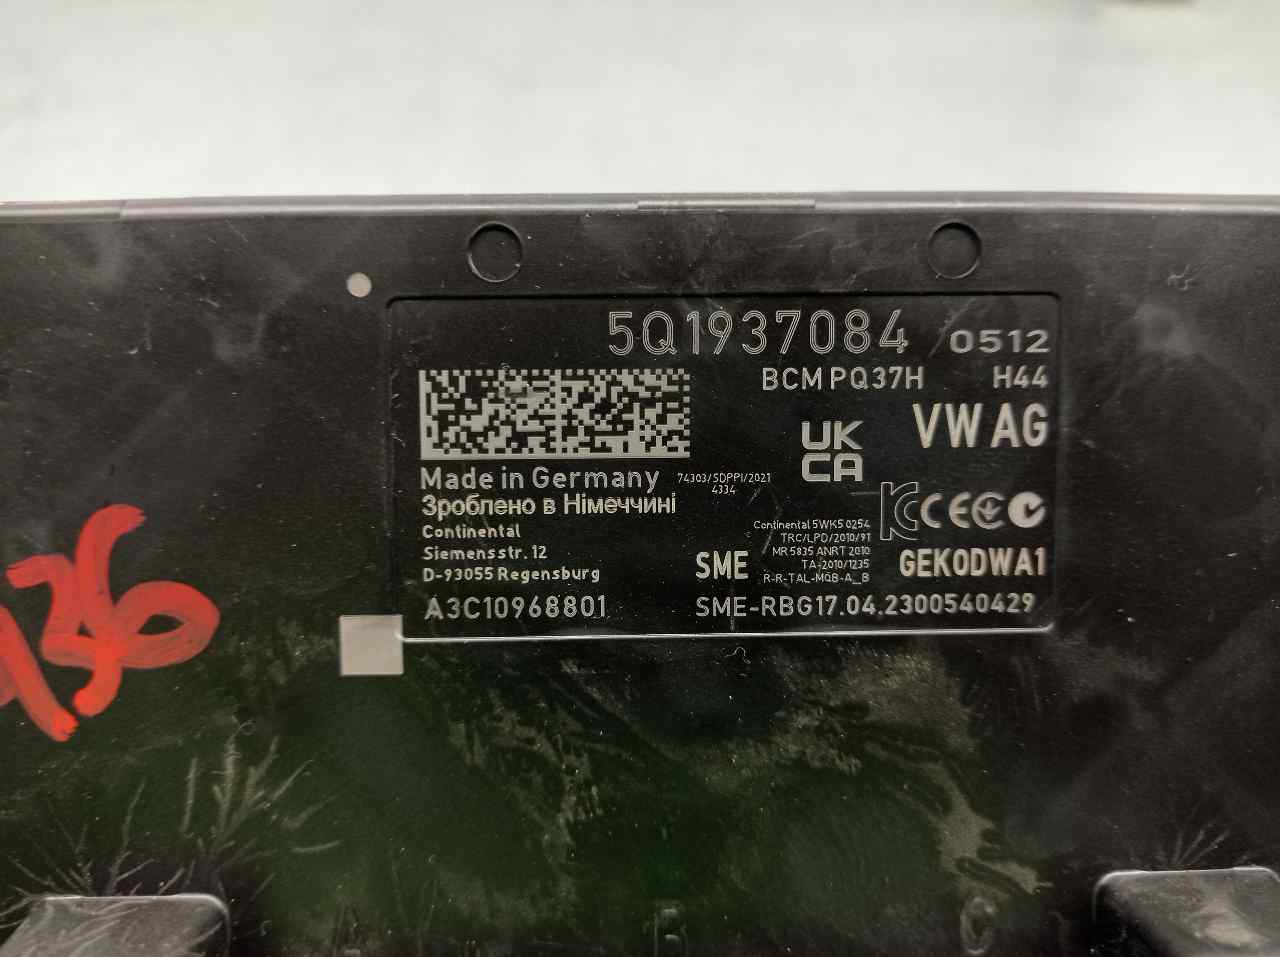 5Q1937084 0512
BCM PQ37H H44
VW AG
UK
CA
Made in Germany
74303/SDPPI/2021
4334
Зроблено в Німеччині
Continental
Siemensstr. 12
D-93055 Regensburg
Continental 5WK5 0254
TRC/LPD/2010/91
MR 5835 ANRT 2010
TA-2010/1235
R-R-TAL-MQB-A_B
SME
GEK0DWA1
A3C10968801
SME-RBG17.04.2300540429